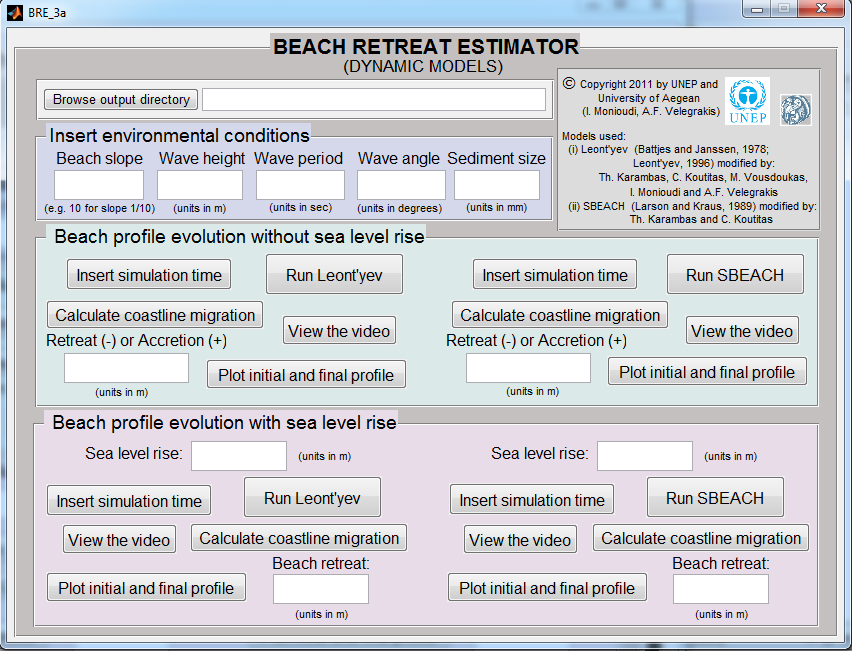 BRE_3a
BEACH RETREAT ESTIMATOR
(DYNAMIC MODELS)
Browse output directory
© Copyright 2011 by UNEP and
University of Aegean
(I. Monioudi, A.F. Velegrakis)
UNEP
Models used:
(i) Leont'yev (Battjes and Janssen, 1978;
Leont'yev, 1996) modified by:
Th. Karambas, C. Koutitas, M. Vousdoukas,
I. Monioudi and A.F. Velegrakis
(ii) SBEACH (Larson and Kraus, 1989) modified by:
Th. Karambas and C. Koutitas
Insert environmental conditions
Beach slope Wave height Wave period Wave angle Sediment size
(e.g. 10 for slope 1/10) (units in m) (units in sec) (units in degrees) (units in mm)
Beach profile evolution without sea level rise
Insert simulation time Run Leont'yev Insert simulation time Run SBEACH
Calculate coastline migration View the video Calculate coastline migration View the video
Retreat (-) or Accretion (+) Retreat (-) or Accretion (+)
Plot initial and final profile Plot initial and final profile
(units in m) (units in m)
Beach profile evolution with sea level rise
Sea level rise: (units in m) Sea level rise: (units in m)
Insert simulation time Run Leont'yev Insert simulation time Run SBEACH
View the video Calculate coastline migration View the video Calculate coastline migration
Beach retreat: Beach retreat:
Plot initial and final profile Plot initial and final profile
(units in m) (units in m)